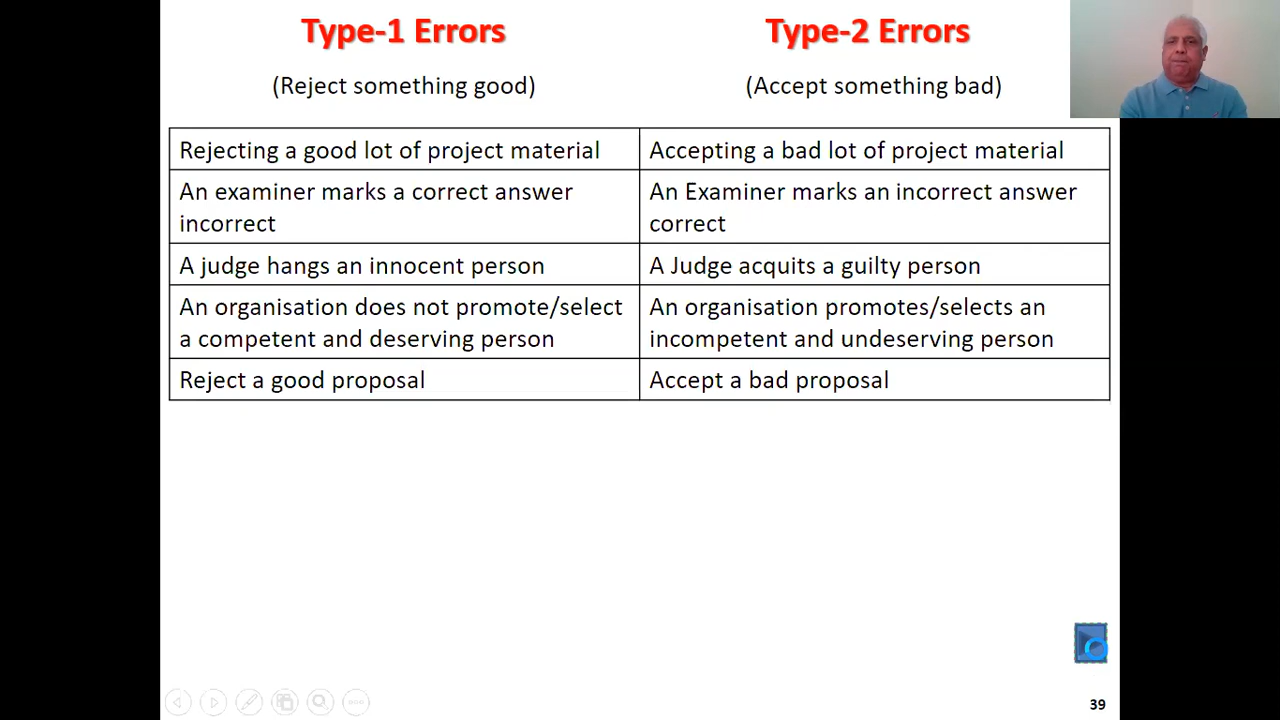 Type-1 Errors
Type-2 Errors
(Reject something good)
(Accept something bad)
Rejecting a good lot of project material
Accepting a bad lot of project material
An examiner marks a correct answer
incorrect
An Examiner marks an incorrect answer
correct
A judge hangs an innocent person
A Judge acquits a guilty person
An organisation does not promote/select
a competent and deserving person
An organisation promotes/selects an
incompetent and undeserving person
Reject a good proposal
Accept a bad proposal
39